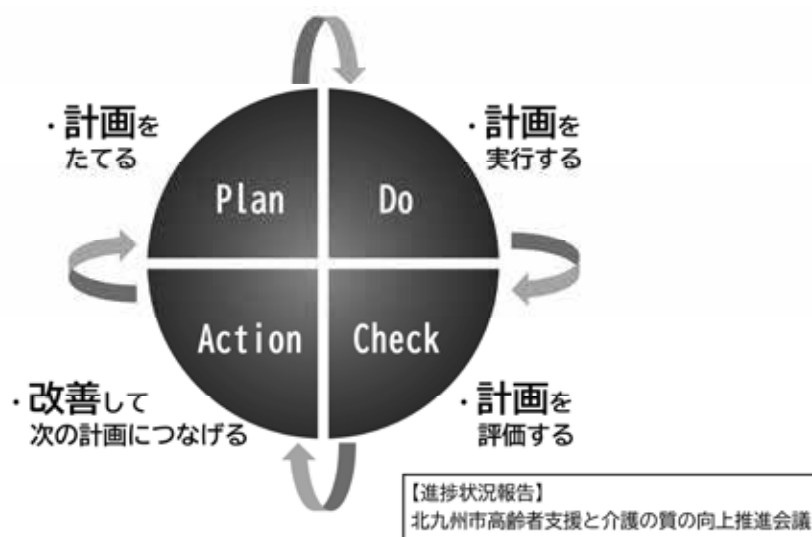 ・計画を
たてる
・計画を
実行する
Plan
Do
Action
Check
・改善して
次の計画につなげる
・計画を
評価する
【進捗状況報告】
北九州市高齢者支援と介護の質の向上推進会議